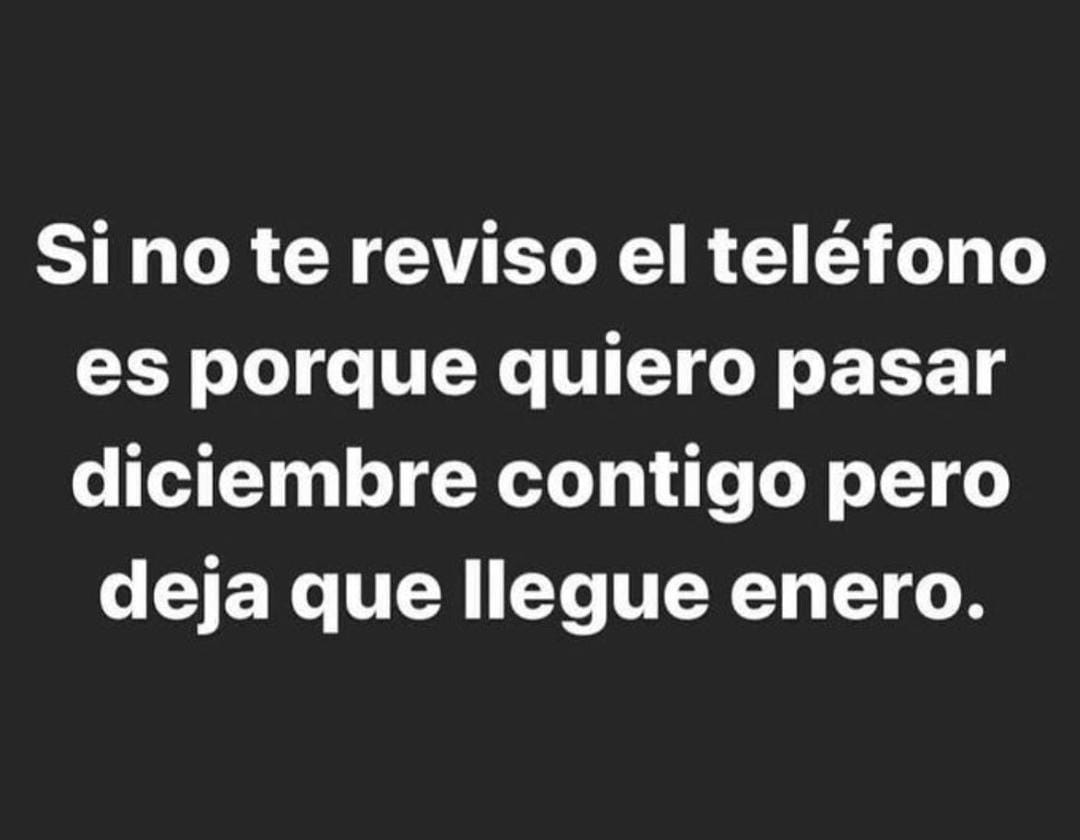 Si no te reviso el teléfono
es porque quiero pasar
diciembre contigo pero
deja que llegue enero.